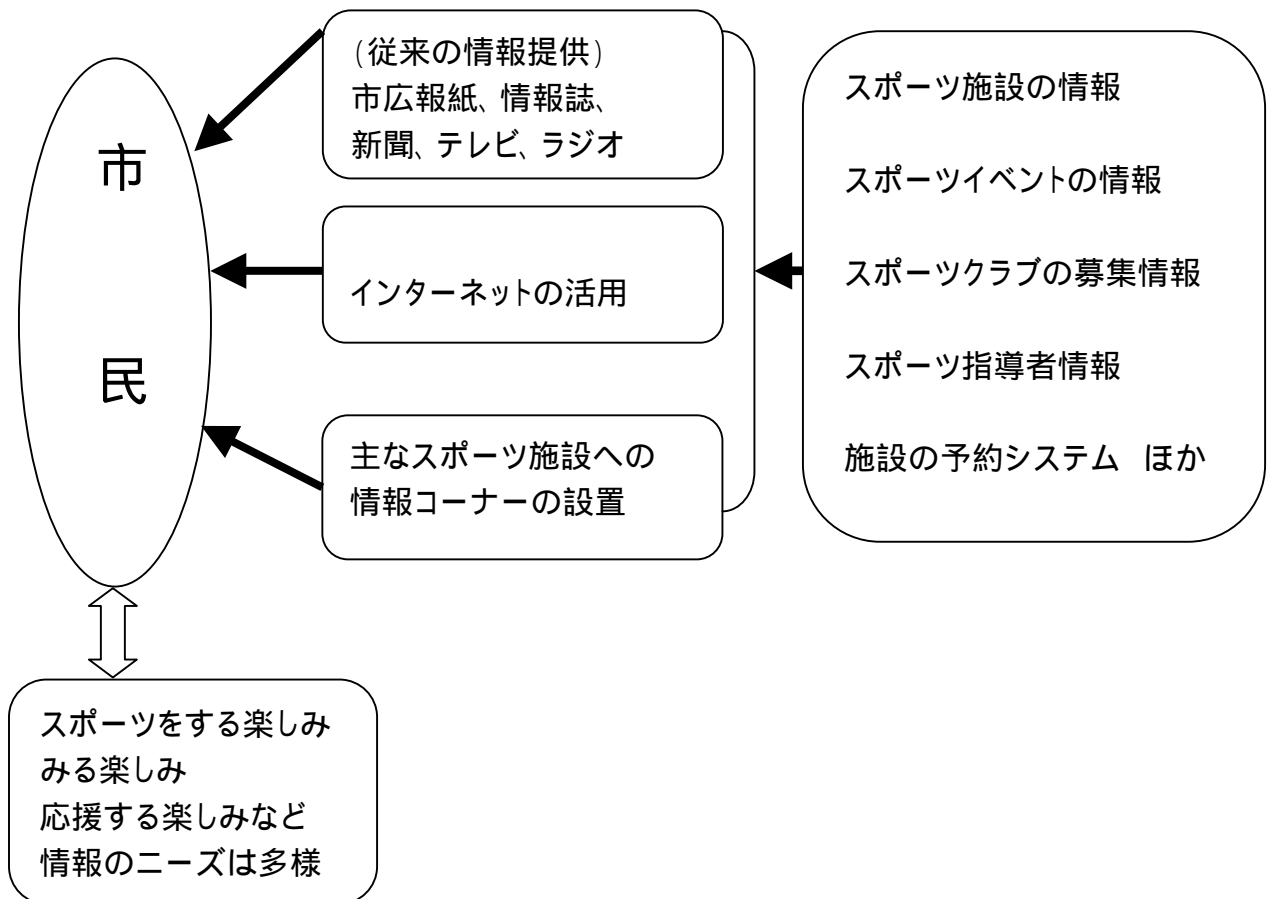 市
民
(従来の情報提供)
市広報紙、情報誌、
新聞、テレビ、ラジオ
インターネットの活用
主なスポーツ施設への
情報コーナーの設置
スポーツ施設の情報
スポーツイベントの情報
スポーツクラブの募集情報
スポーツ指導者情報
施設の予約システム　ほか
スポーツをする楽しみ
みる楽しみ
応援する楽しみなど
情報のニーズは多様